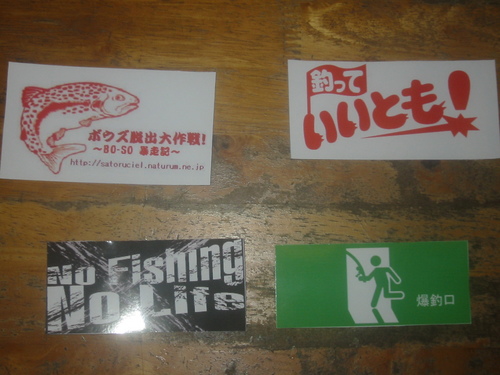 ボウズ脱出大作戦!
～BO-SO 暴走記～
http://satoruciel.naturum.ne.jp
釣って
いいとも!
No Fishing
No Life
爆釣口